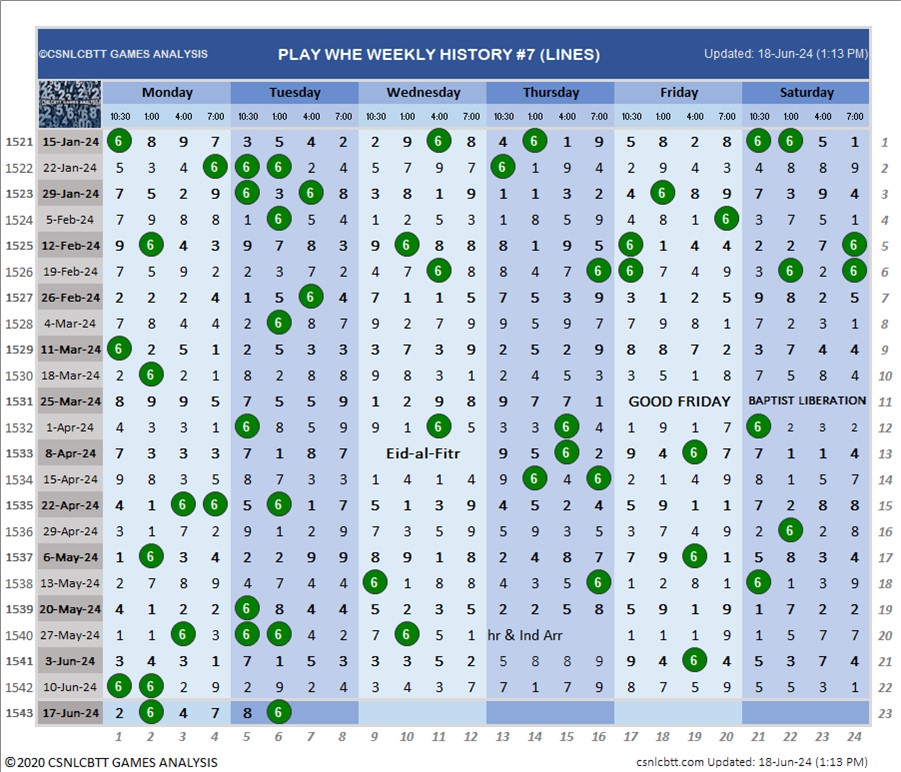 ©CSNLCBTT GAMES ANALYSIS PLAY WHE WEEKLY HISTORY #7 (LINES) Updated: 18-Jun-24 (1:13 PM)
CSNLCBTT GAMES ANALYSIS Monday Tuesday Wednesday Thursday Friday Saturday
10:30 1:00 4:00 7:00 10:30 1:00 4:00 7:00 10:30 1:00 4:00 7:00 10:30 1:00 4:00 7:00 10:30 1:00 4:00 7:00 10:30 1:00 4:00 7:00
1521 15-Jan-24 6 8 9 7 3 5 4 2 2 9 6 8 4 6 1 9 5 8 2 8 6 6 5 1 1
1522 22-Jan-24 5 3 4 6 6 6 2 4 5 7 9 7 6 1 9 4 2 9 4 3 4 8 8 9 2
1523 29-Jan-24 7 5 2 9 6 3 6 8 3 8 1 9 1 1 3 2 4 6 8 9 7 3 9 4 3
1524 5-Feb-24 7 9 8 8 1 6 5 4 1 2 5 3 1 8 5 9 4 8 1 6 3 7 5 1 4
1525 12-Feb-24 9 6 4 3 9 7 8 3 9 6 8 8 8 1 9 5 6 1 4 4 2 2 7 6 5
1526 19-Feb-24 7 5 9 2 2 3 7 2 4 7 6 8 8 4 7 6 6 7 4 9 3 6 2 6 6
1527 26-Feb-24 2 2 2 4 1 5 6 4 7 1 1 5 7 5 3 9 3 1 2 5 9 8 2 5 7
1528 4-Mar-24 7 8 4 4 2 6 8 7 9 2 7 9 9 5 9 7 7 9 8 1 7 2 3 1 8
1529 11-Mar-24 6 2 5 1 2 5 3 3 3 7 3 9 2 5 2 9 8 8 7 2 3 7 4 4 9
1530 18-Mar-24 2 6 2 1 8 2 8 8 9 8 3 1 2 4 5 3 3 5 1 8 7 5 8 4 10
1531 25-Mar-24 8 9 9 5 7 5 5 9 1 2 9 8 9 7 7 1 GOOD FRIDAY BAPTIST LIBERATION 11
1532 1-Apr-24 4 3 3 1 6 8 5 9 9 1 6 5 3 3 6 4 1 9 1 7 6 2 3 2 12
1533 8-Apr-24 7 3 3 3 7 1 8 7 Eid-al-Fitr 9 5 6 2 9 4 6 7 7 1 1 4 13
1534 15-Apr-24 9 8 3 5 8 7 3 3 1 4 1 4 9 6 4 6 2 1 4 9 8 1 5 7 14
1535 22-Apr-24 4 1 6 6 5 6 1 7 5 1 3 9 4 5 2 4 5 9 1 1 7 2 8 8 15
1536 29-Apr-24 3 1 7 2 9 1 2 9 7 3 5 9 5 9 3 5 3 7 4 9 2 6 2 8 16
1537 6-May-24 1 6 3 4 2 2 9 9 8 9 1 8 2 4 8 7 7 9 6 1 5 8 3 4 17
1538 13-May-24 2 7 8 9 4 7 4 4 6 1 8 8 4 3 5 6 1 2 8 1 6 1 3 9 18
1539 20-May-24 4 1 2 2 6 8 4 4 5 2 3 5 2 2 5 8 5 9 1 9 1 7 2 2 19
1540 27-May-24 1 1 6 3 6 6 4 2 7 6 5 1 hr & Ind Arr 1 1 1 9 1 5 7 7 20
1541 3-Jun-24 3 4 3 1 7 1 5 3 3 3 5 2 5 8 8 9 9 4 6 4 5 3 7 4 21
1542 10-Jun-24 6 6 2 9 2 9 2 4 3 4 3 7 7 1 7 9 8 7 5 9 5 5 3 1 22
1543 17-Jun-24 2 6 4 7 8 6 23
1 2 3 4 5 6 7 8 9 10 11 12 13 14 15 16 17 18 19 20 21 22 23 24
©2020 CSNLCBTT GAMES ANALYSIS csnlcbtt.com Updated: 18-Jun-24 (1:13 PM)